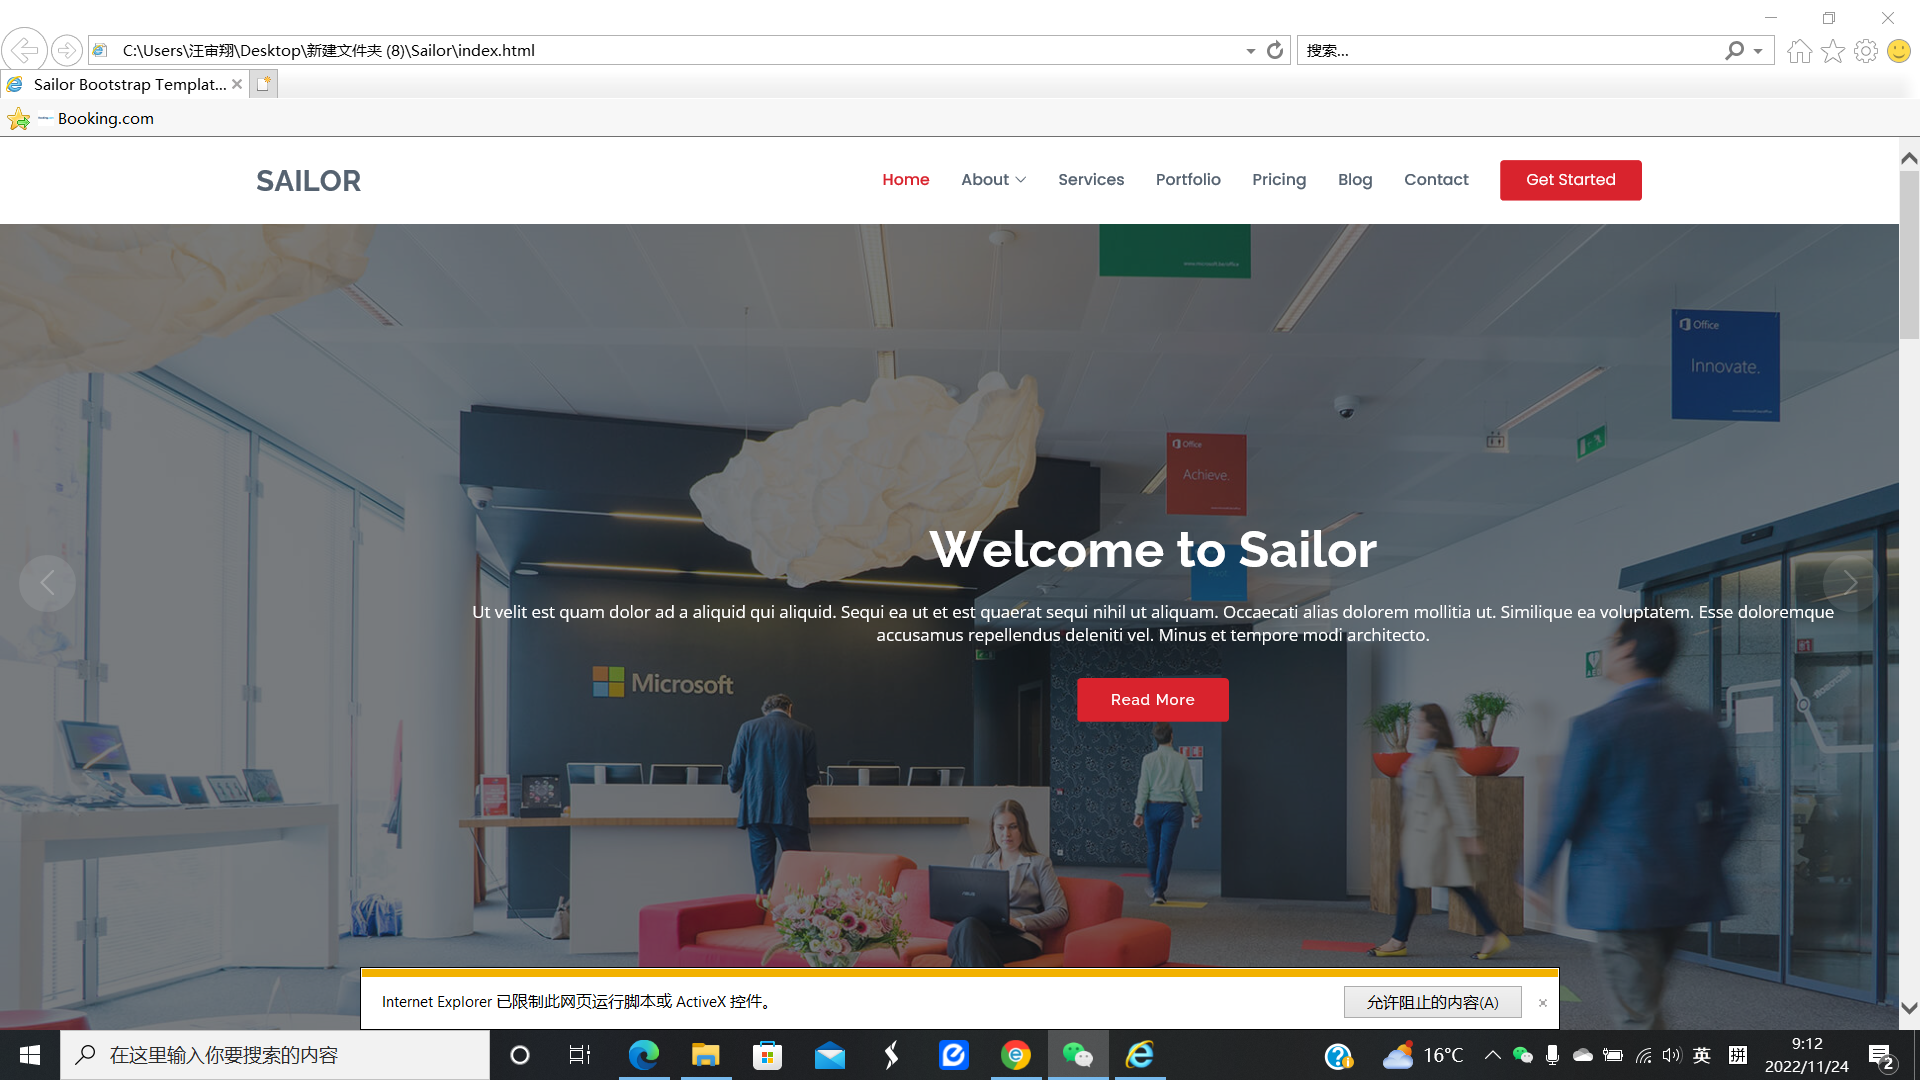 C:\Users\汪宙翔\Desktop\新建文件夹 (8)\Sailor\index.html
搜索...
Sailor Bootstrap Templat...
Booking.com
SAILOR
Home About Services Portfolio Pricing Blog Contact Get Started
Office
Innovate.
Office
Achieve.
Welcome to Sailor
Ut velit est quam dolor ad a aliquid qui aliquid. Sequi ea ut et est quaerat sequi nihil ut aliquam. Occaecati alias dolorem mollitia ut. Similique ea voluptatem. Esse doloremque
accusamus repellendus deleniti vel. Minus et tempore modi architecto.
Microsoft
Read More
Internet Explorer 已限制此网页运行脚本或 ActiveX 控件。
允许阻止的内容(A)
在这里输入你要搜索的内容
16°C
英
拼
9:12
2022/11/24
2